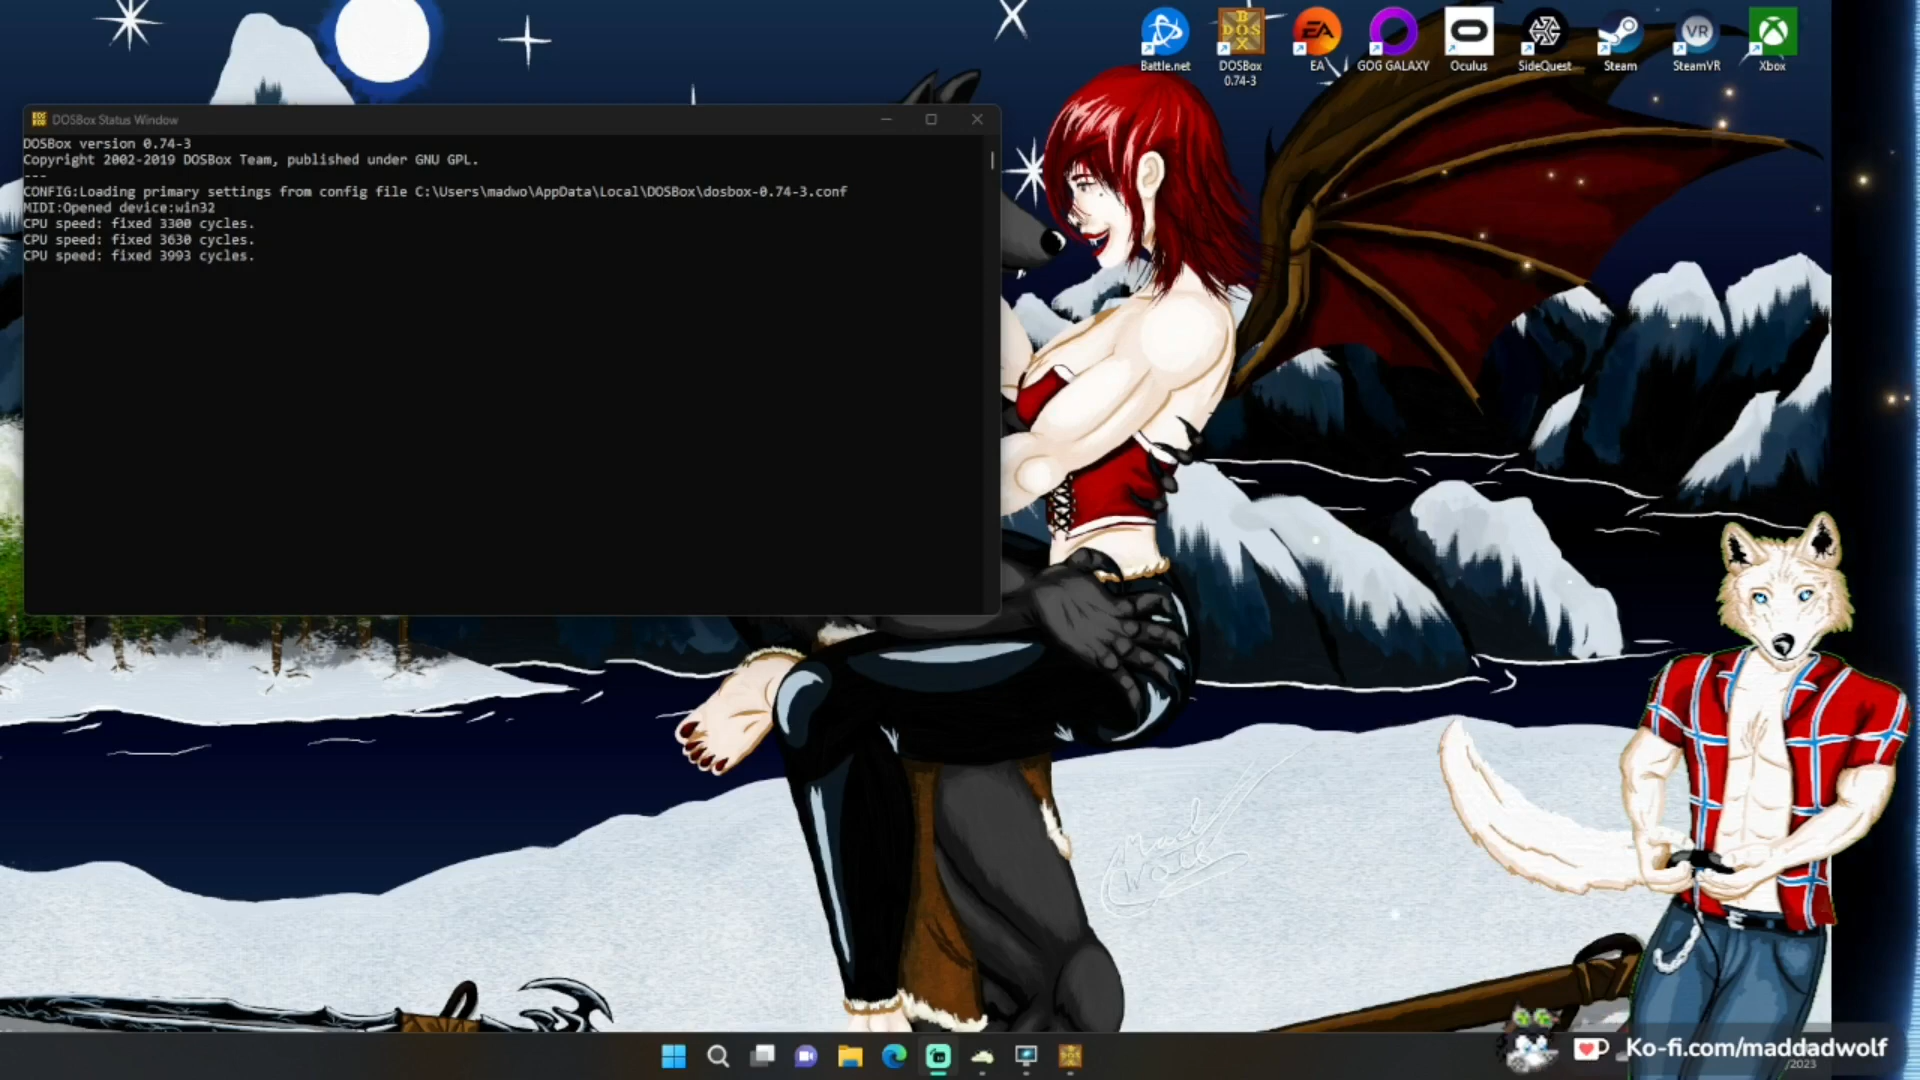 Battle.net
DOSBox
0.74-3
EA
GOG GALAXY
Oculus
SideQuest
Steam
SteamVR
Xbox
DOSBox Status Window
DOSBox version 0.74-3
Copyright 2002-2019 DOSBox Team, published under GNU GPL.
---
CONFIG:Loading primary settings from config file C:\Users\madwo\AppData\Local\DOSBox\dosbox-0.74-3.conf
MIDI:Opened device:win32
CPU speed: fixed 3300 cycles.
CPU speed: fixed 3630 cycles.
CPU speed: fixed 3993 cycles.
Mad
Wolf
Ko-fi.com/maddadwolf
/2023